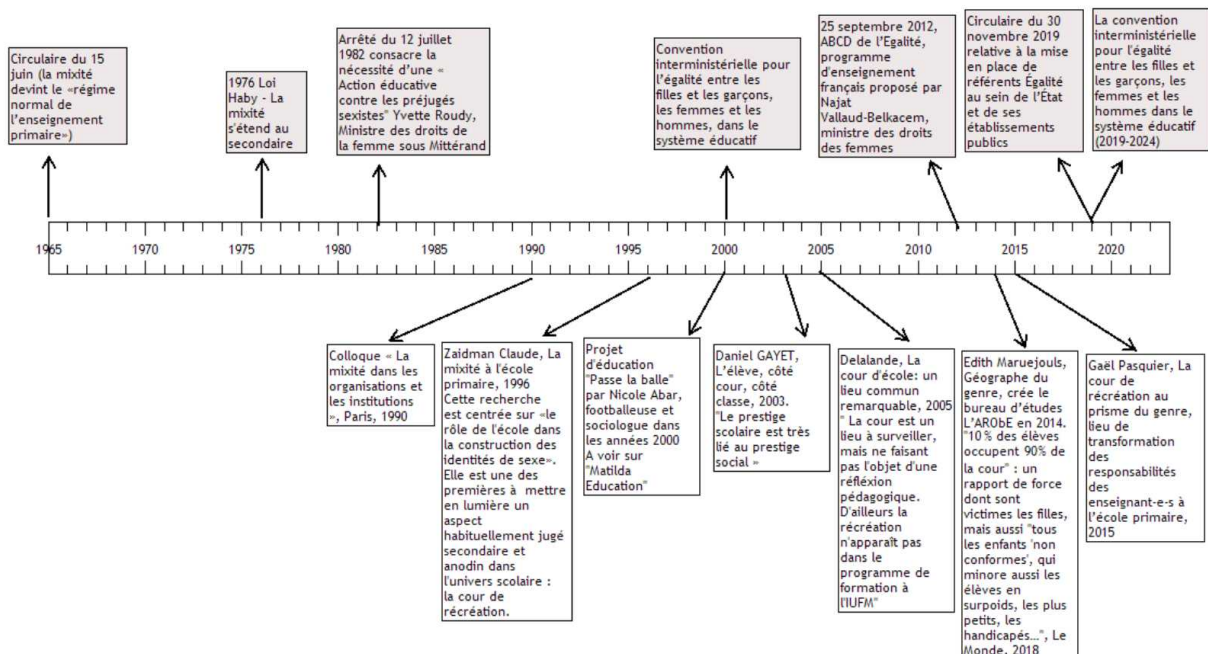 Circulaire du 15
juin (la mixité
devint le «régime
normal de
l'enseignement
primaire»)
1976 Loi
Haby - La
mixité
s'étend au
secondaire
Arrêté du 12 juillet
1982 consacre la
nécessité d'une «
Action éducative
contre les préjugés
sexistes" Yvette Roudy,
Ministre des droits de
la femme sous Mittérand
Convention
interministérielle pour
l'égalité entre les
filles et les garçons,
les femmes et les
hommes, dans le
système éducatif
25 septembre 2012,
ABCD de l'Egalité,
programme
d'enseignement
français proposé par
Najat
Vallaud-Belkacem,
ministre des droits
des femmes
Circulaire du 30
novembre 2019
relative à la mise
en place de
référents Égalité
au sein de l'État
et de ses
établissements
publics
La convention
interministérielle
pour l'égalité
entre les filles et
les garçons, les
femmes et les
hommes dans le
système éducatif
(2019-2024)
1965 1970 1975 1980 1985 1990 1995 2000 2005 2010 2015 2020
Colloque « La
mixité dans les
organisations et
les institutions
», Paris, 1990
Zaidman Claude, La
mixité à l'école
primaire, 1996
Cette recherche
est centrée sur «le
rôle de l'école dans
la construction des
identités de sexe».
Elle est une des
premières à mettre
en lumière un
aspect
habituellement jugé
secondaire et
anodin dans
l'univers scolaire :
la cour de
récréation.
Projet
d'éducation
"Passe la balle"
par Nicole Abar,
footballeuse et
sociologue dans
les années 2000
A voir sur
"Matilda
Education"
Daniel GAYET,
L'élève, côté
cour, côté
classe, 2003.
"Le prestige
scolaire est très
lié au prestige
social »
Delalande, La
cour d'école: un
lieu commun
remarquable, 2005
" La cour est un
lieu à surveiller,
mais ne faisant
pas l'objet d'une
réfléxion
pédagogique.
D'ailleurs la
récréation
n'apparaît pas
dans le
programme de
formation à
l'IUFM"
Edith Maruejouls,
Géographe du
genre, crée le
bureau d'études
L'ARObE en 2014.
"10 % des élèves
occupent 90% de
la cour" : un
rapport de force
dont sont
victimes les filles,
mais aussi "tous
les enfants 'non
conformes', qui
minore aussi les
élèves en
surpoids, les plus
petits, les
handicapés...", Le
Monde, 2018
Gaël Pasquier, La
cour de
récréation au
prisme du genre,
lieu de
transformation
des
responsabilités
des
enseignant-e-s à
l'école primaire,
2015